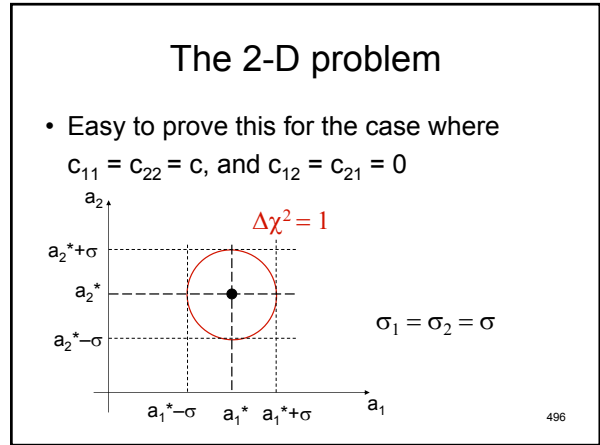 The 2-D problem
• Easy to prove this for the case where
c₁₁ = c₂₂ = c, and c₁₂ = c₂₁ = 0
a₂
Δχ² = 1
a₂*+σ
a₂*
σ₁ = σ₂ = σ
a₂*–σ
a₁*–σ a₁* a₁*+σ a₁
496